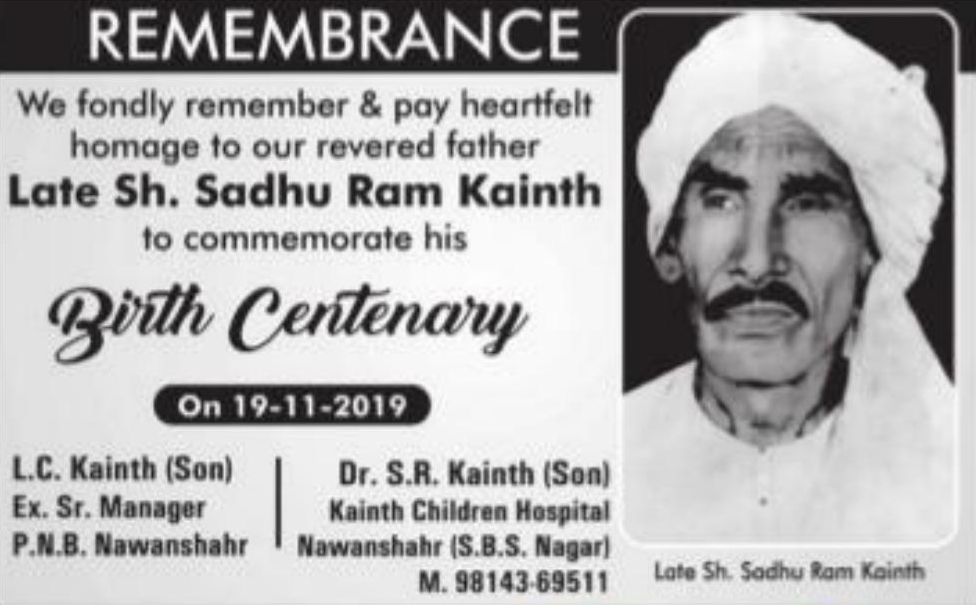 REMEMBRANCE
We fondly remember & pay heartfelt
homage to our revered father
Late Sh. Sadhu Ram Kainth
to commemorate his
Birth Centenary
On 19-11-2019
L.C. Kainth (Son)
Ex. Sr. Manager
P.N.B. Nawanshahr
Dr. S.R. Kainth (Son)
Kainth Children Hospital
Nawanshahr (S.B.S. Nagar)
M. 98143-69511
Late Sh. Sadhu Ram Kainth